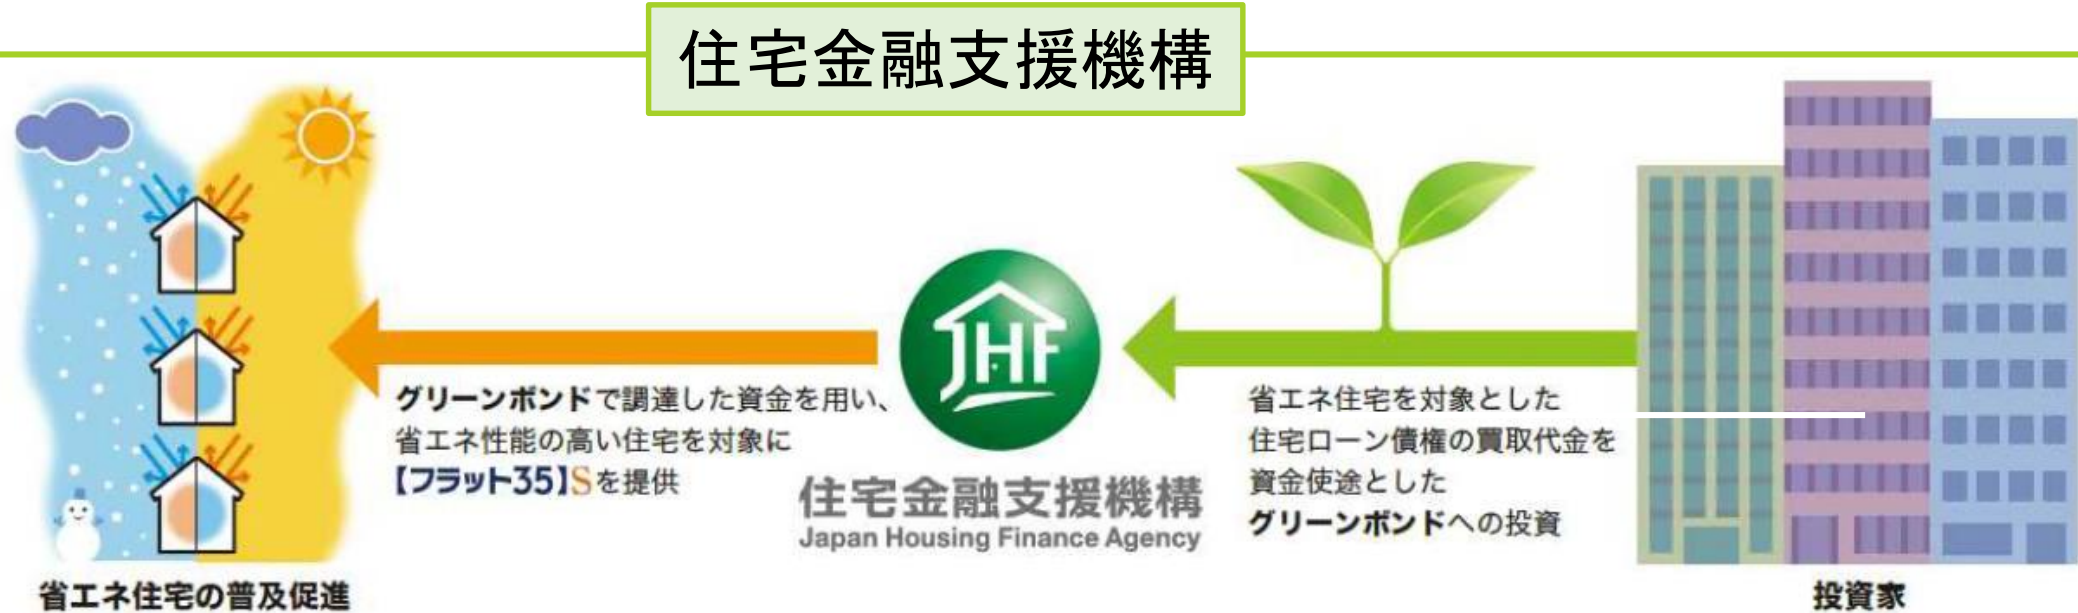 住宅金融支援機構
グリーンボンドで調達した資金を用い、
省エネ性能の高い住宅を対象に
【フラット35】Sを提供
JHF
住宅金融支援機構
Japan Housing Finance Agency
省エネ住宅を対象とした
住宅ローン債権の買取代金を
資金使途とした
グリーンボンドへの投資
省エネ住宅の普及促進
投資家